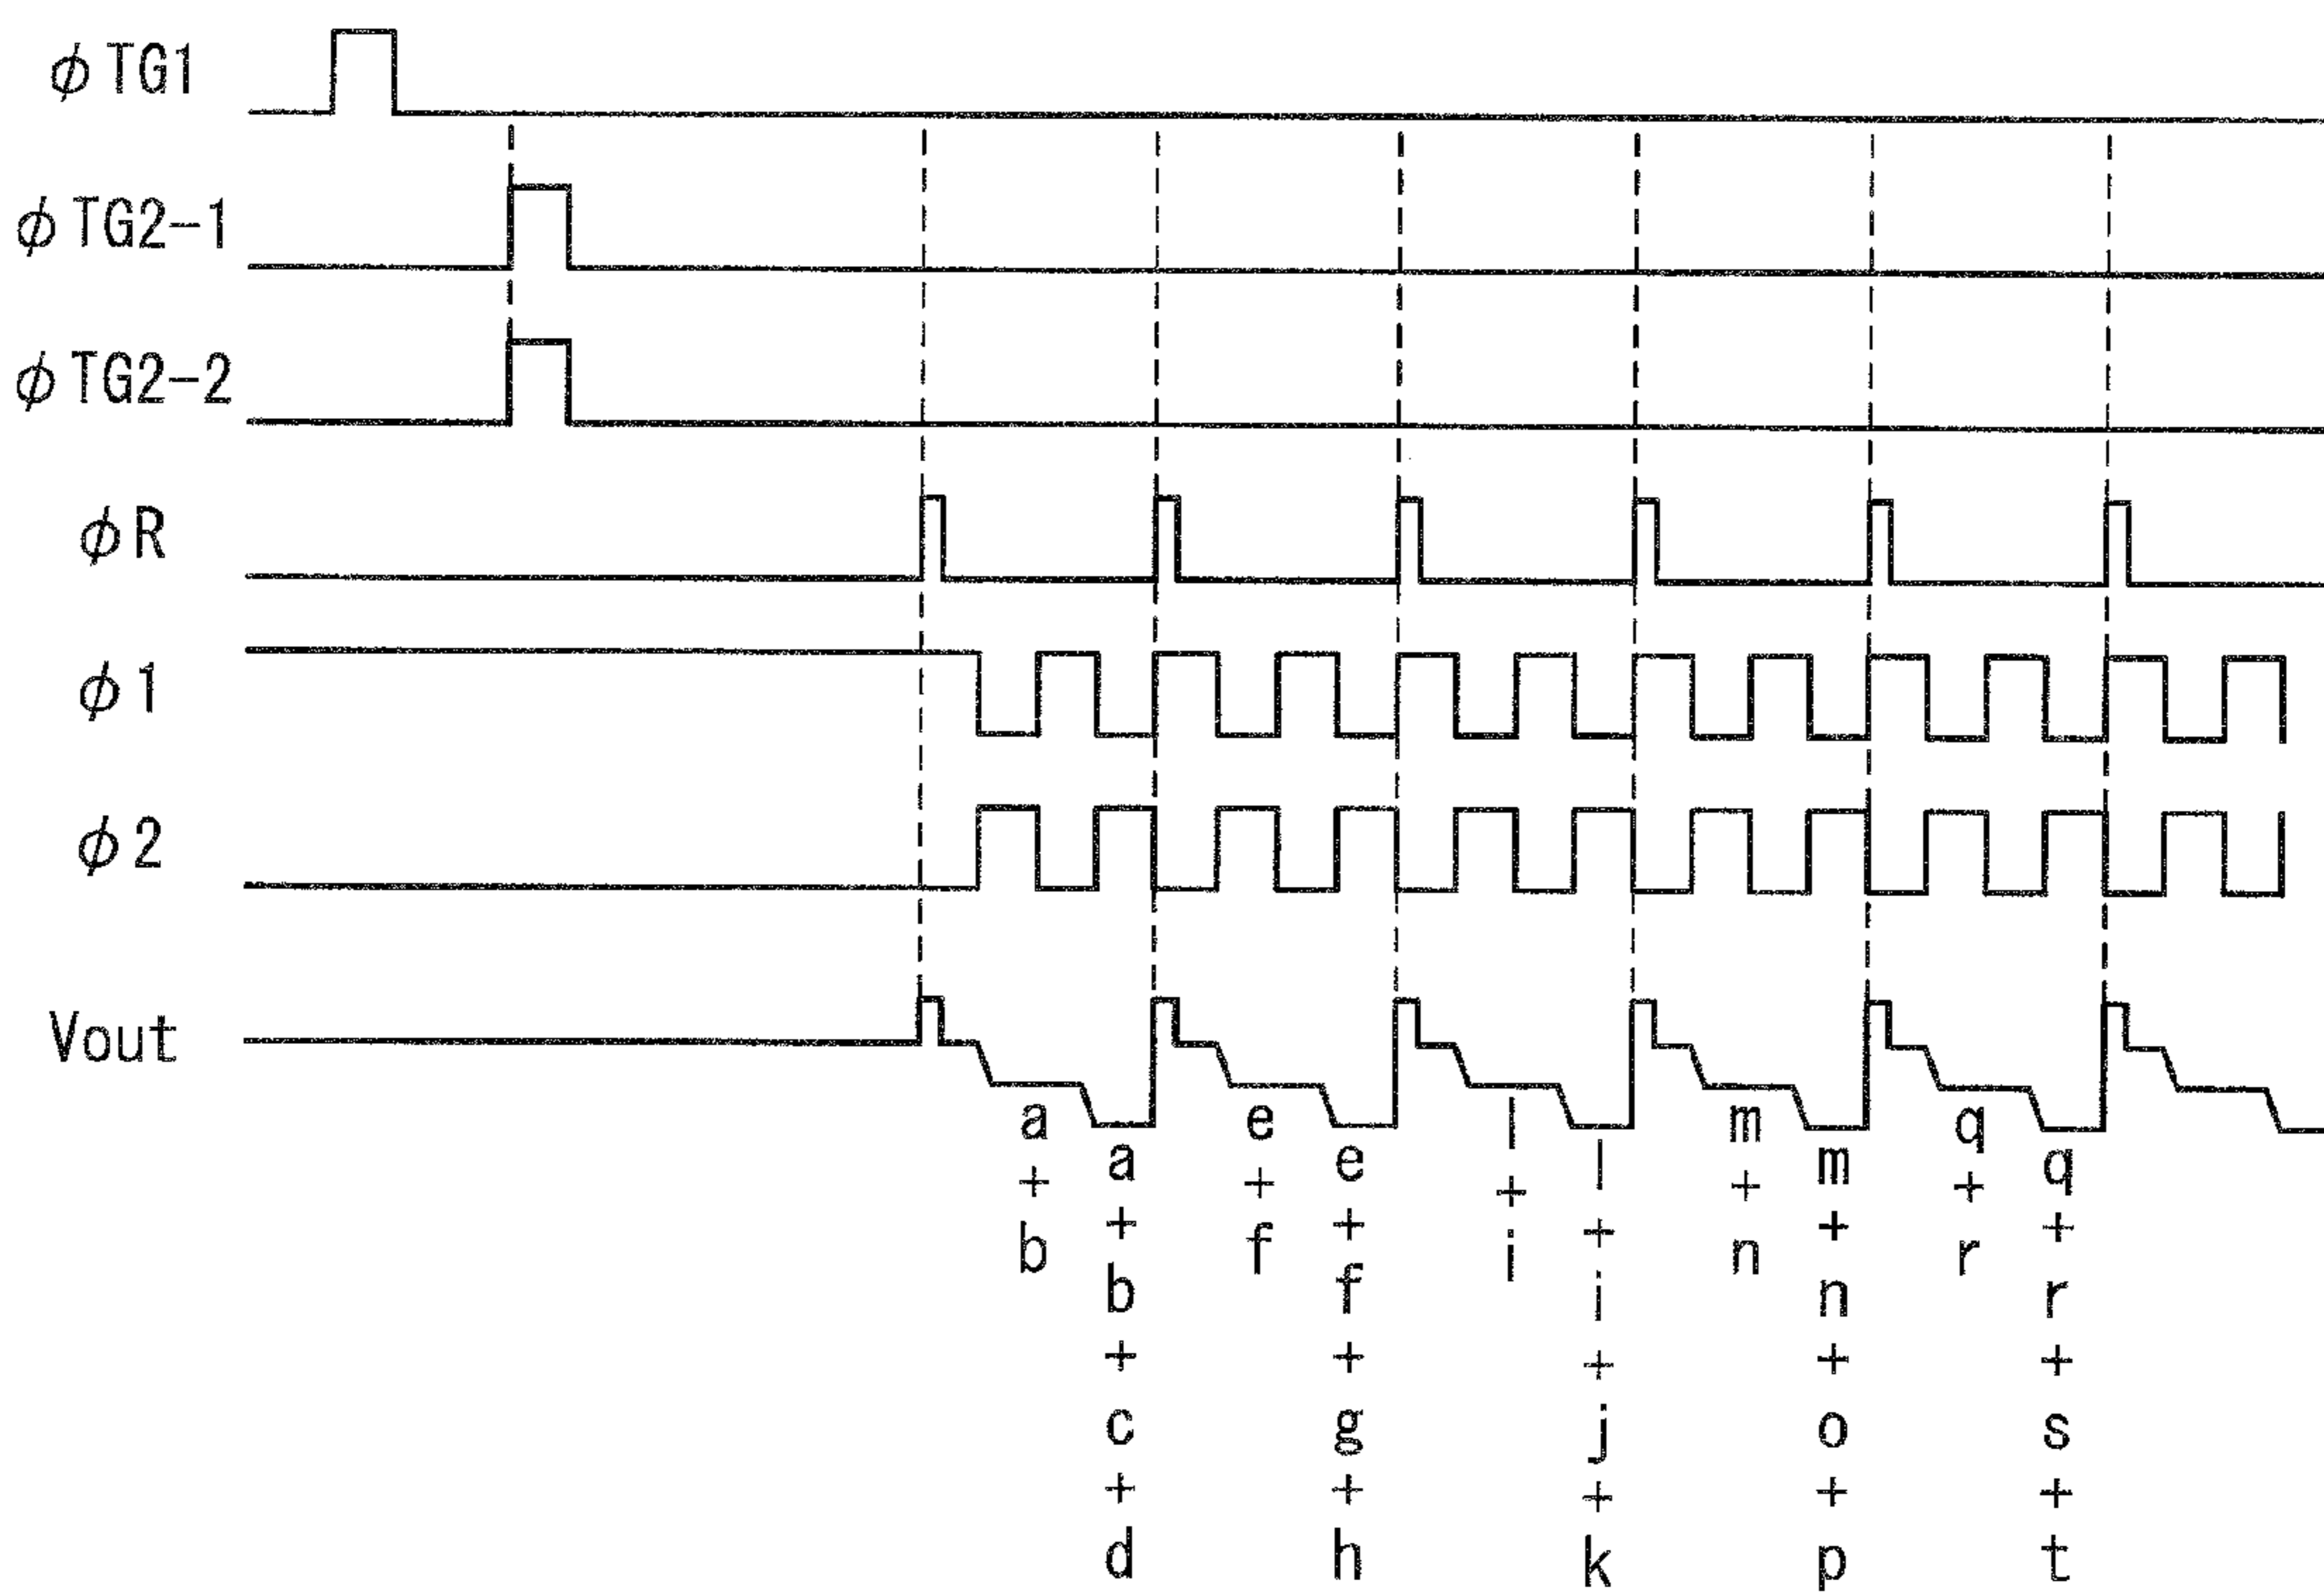 φTG1
φTG2-1
φTG2-2
φR
φ1
φ2
Vout
a+b
a+b+c+d
e+f
e+f+g+h
l+i
l+i+j+k
m+n
m+n+o+p
q+r
q+r+s+t